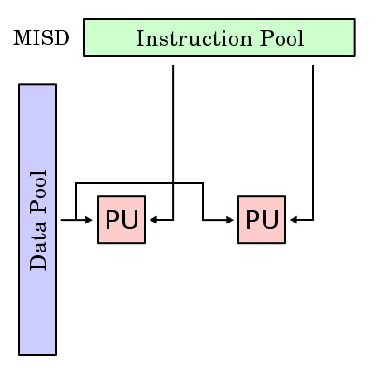 MISD
Instruction Pool
Data Pool
PU
PU